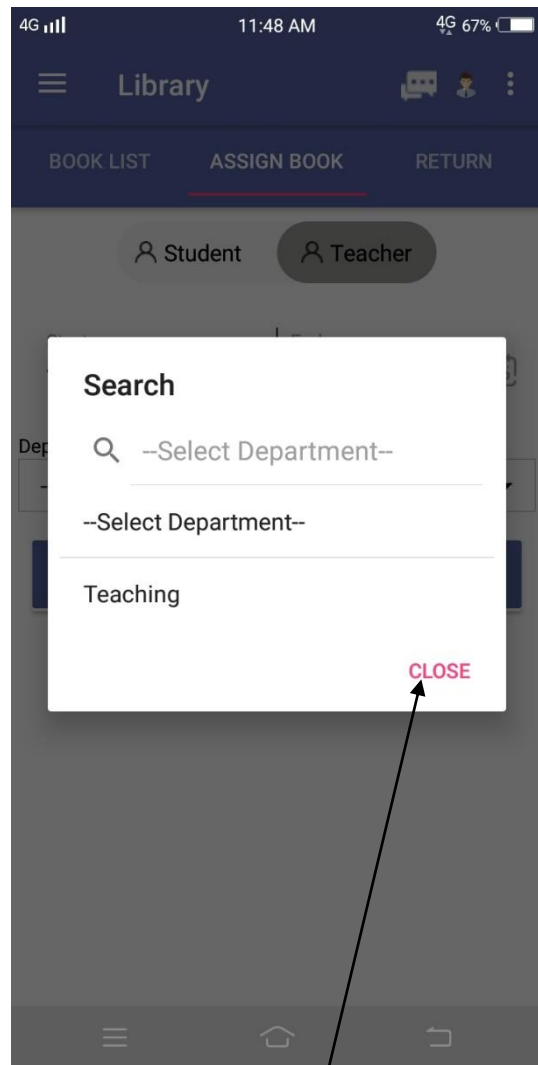 4G 11:48 AM 4G 67%
Library
BOOK LIST ASSIGN BOOK RETURN
Student Teacher
Search
Dep
--Select Department--
--Select Department--
Teaching
CLOSE